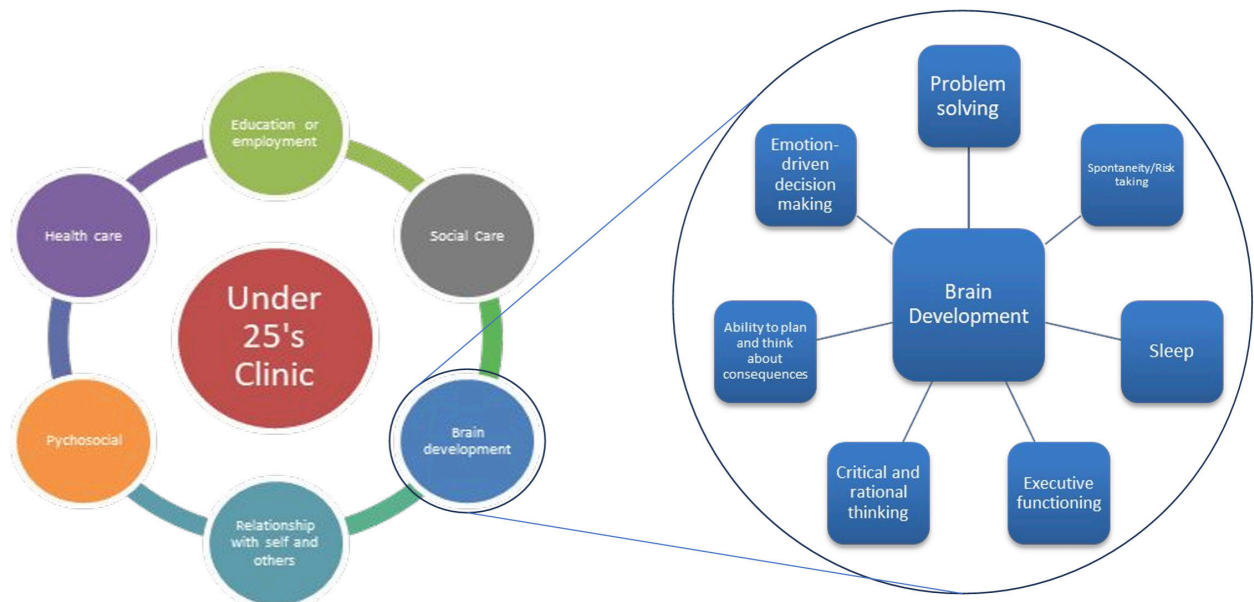 Education or
employment
Health care
Social Care
Under
25's
Clinic
Pychosocial
Brain
development
Relationship
with self and
others
Problem
solving
Emotion-
driven
decision
making
Spontaneity/Risk
taking
Brain
Development
Ability to plan
and think
about
consequences
Sleep
Critical and
rational
thinking
Executive
functioning